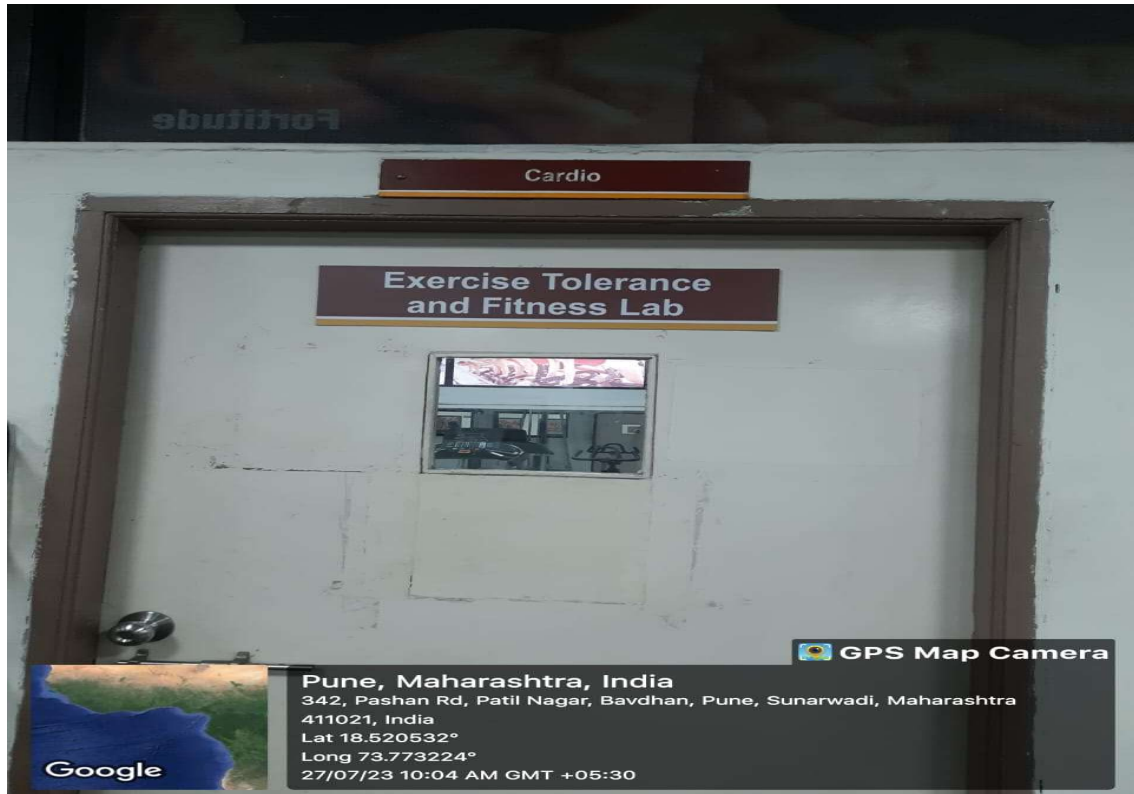 Fortitude
Cardio
Exercise Tolerance
and Fitness Lab
GPS Map Camera
Pune, Maharashtra, India
342, Pashan Rd, Patil Nagar, Bavdhan, Pune, Sunarwadi, Maharashtra
411021, India
Lat 18.520532°
Long 73.773224°
27/07/23 10:04 AM GMT +05:30
Google